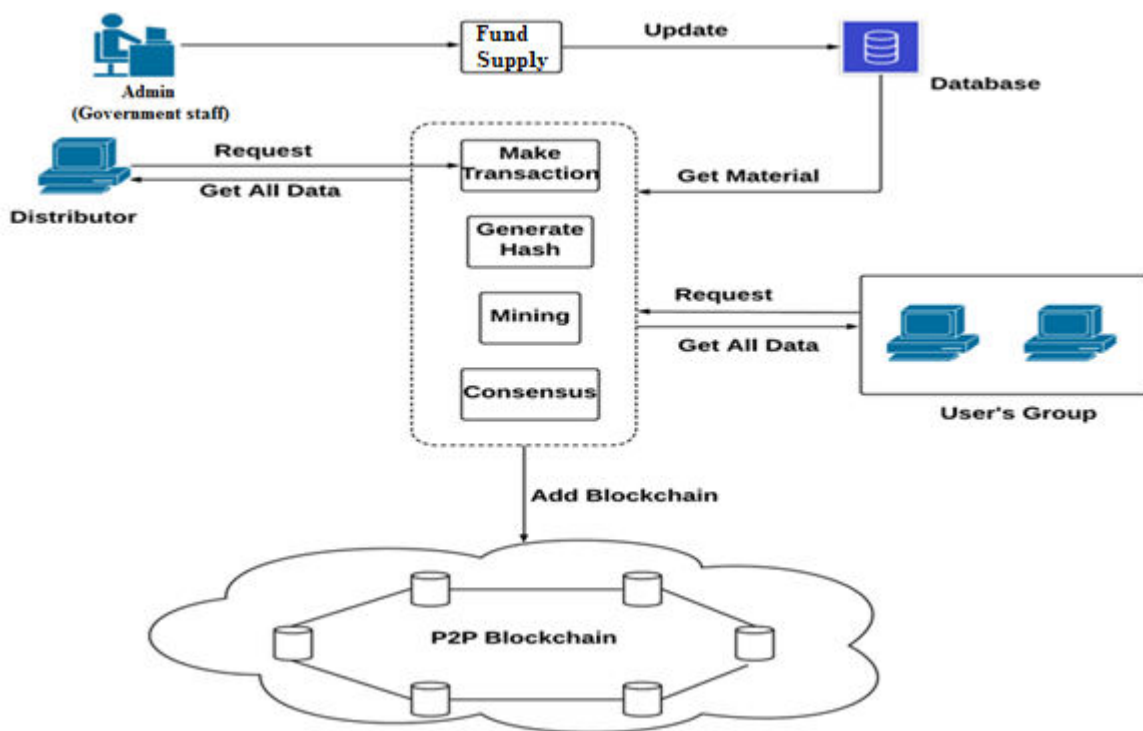 Fund
Supply
Update
Database
Admin
(Government staff)
Request
Get All Data
Distributor
Make
Transaction
Get Material
Generate
Hash
Mining
Consensus
Request
Get All Data
User's Group
Add Blockchain
P2P Blockchain